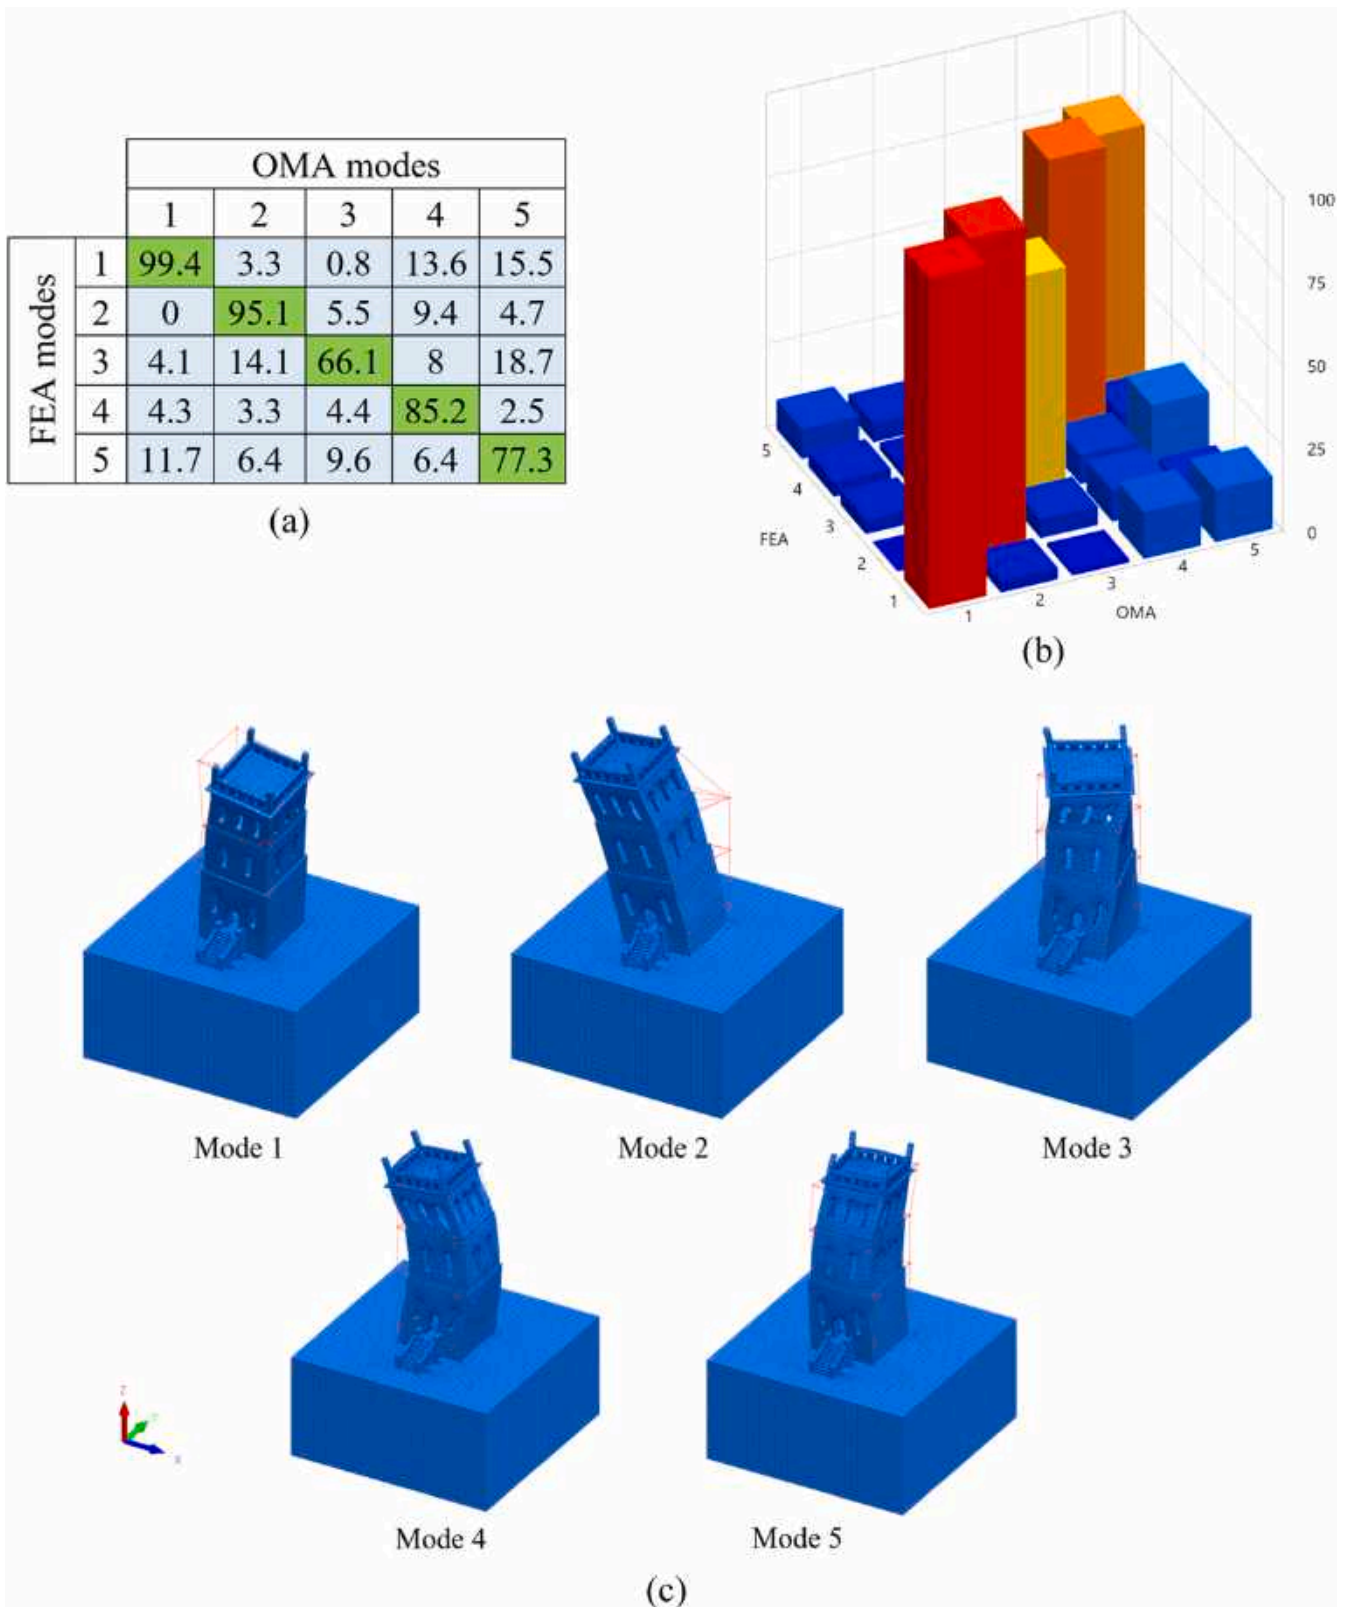 OMA modes
1 2 3 4 5
FEA modes
1 99.4 3.3 0.8 13.6 15.5
2 0 95.1 5.5 9.4 4.7
3 4.1 14.1 66.1 8 18.7
4 4.3 3.3 4.4 85.2 2.5
5 11.7 6.4 9.6 6.4 77.3
(a)
100
75
50
25
0
5
4
3
2
1
FEA
1
2
3
4
5
OMA
(b)
Mode 1
Mode 2
Mode 3
Z
X
Mode 4
Mode 5
(c)